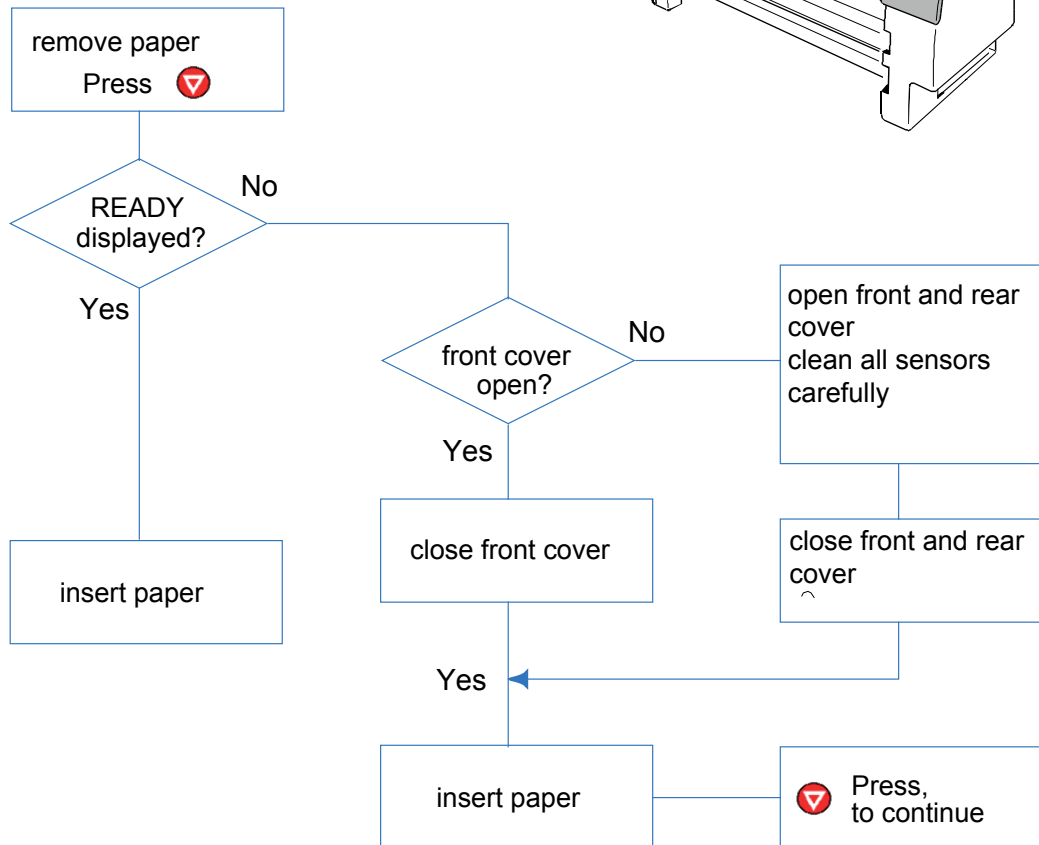 remove paper
Press
READY
displayed?
No
Yes
front cover
open?
No
open front and rear
cover
clean all sensors
carefully
Yes
close front cover
close front and rear
cover
insert paper
Yes
insert paper
Press,
to continue